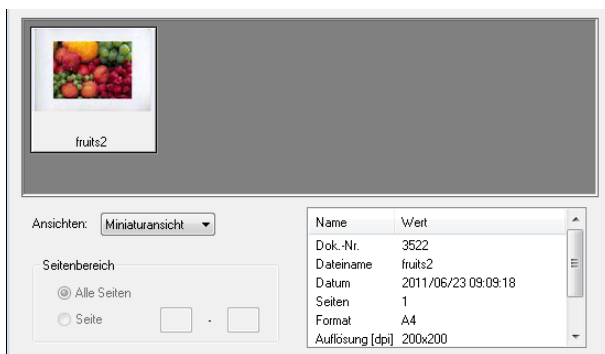 fruits2
Ansichten: Miniaturansicht
Seitenbereich
Alle Seiten
Seite -
Name Wert
Dok.-Nr. 3522
Dateiname fruits2
Datum 2011/06/23 09:09:18
Seiten 1
Format A4
Auflösung [dpi] 200x200